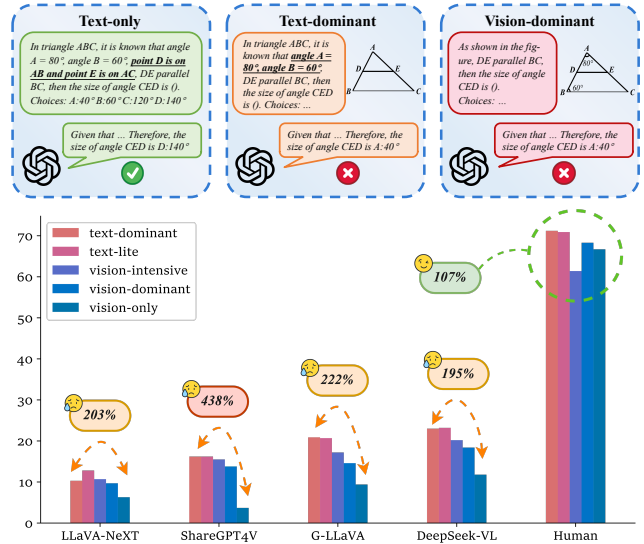 Text-only
In triangle ABC, it is known that angle
A = 80°, angle B = 60°, point D is on
AB and point E is on AC, DE parallel
BC, then the size of angle CED is ().
Choices: A:40° B:60° C:120° D:140°
Given that ... Therefore, the
size of angle CED is D:140°
Text-dominant
In triangle ABC, it is
known that angle A =
80°, angle B = 60°,
DE parallel BC, then
the size of angle CED
is (). Choices: ...
A
D
E
B
C
Given that ... Therefore, the
size of angle CED is A:40°
Vision-dominant
As shown in the fig-
ure, DE parallel BC,
then the size of angle
CED is ().
Choices: ...
A
80°
D
E
60°
B
C
Given that ... Therefore, the
size of angle CED is A:40°
70
60
50
40
30
20
10
0
text-dominant
text-lite
vision-intensive
vision-dominant
vision-only
203%
438%
222%
195%
107%
LLaVA-NeXT
ShareGPT4V
G-LLaVA
DeepSeek-VL
Human